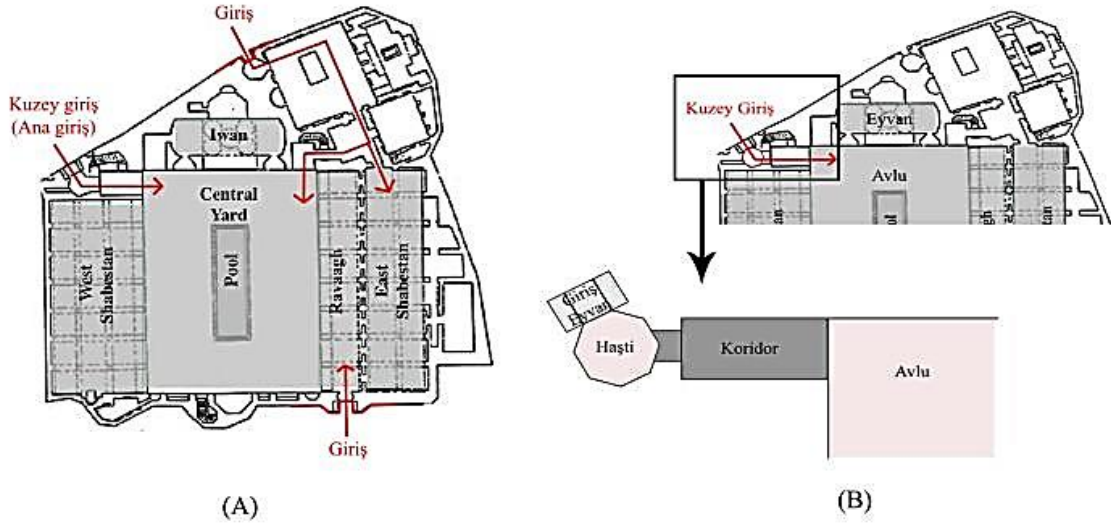 Giriş
Kuzey giriş
(Ana giriş)
Iwan
Central
Yard
Pool
West
Shabestan
Ravaagh
East
Shabestan
Giriş
(A)
Kuzey Giriş
Eyvan
Avlu
Giriş
Eyvan
Haşti
Koridor
Avlu
(B)